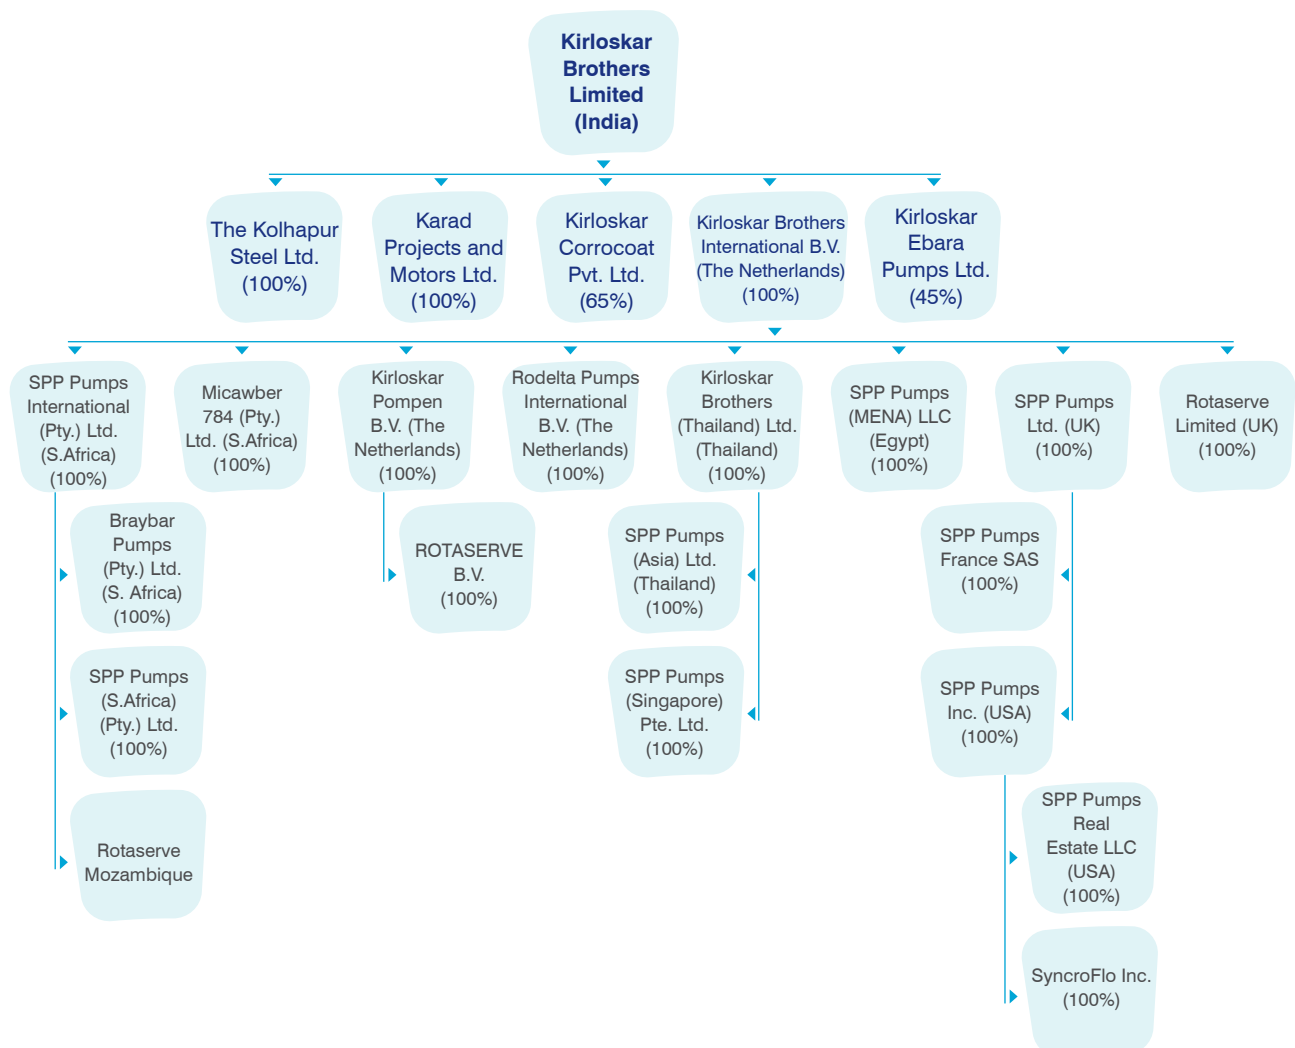 Kirloskar
Brothers
Limited
(India)
The Kolhapur
Steel Ltd.
(100%)
Karad
Projects and
Motors Ltd.
(100%)
Kirloskar
Corrocoat
Pvt. Ltd.
(65%)
Kirloskar Brothers
International B.V.
(The Netherlands)
(100%)
Kirloskar
Ebara
Pumps Ltd.
(45%)
SPP Pumps
International
(Pty.) Ltd.
(S.Africa)
(100%)
Micawber
784 (Pty.)
Ltd. (S.Africa)
(100%)
Kirloskar
Pompen
B.V. (The
Netherlands)
(100%)
Rodelta Pumps
International
B.V. (The
Netherlands)
(100%)
Kirloskar
Brothers
(Thailand) Ltd.
(Thailand)
(100%)
SPP Pumps
(MENA) LLC
(Egypt)
(100%)
SPP Pumps
Ltd. (UK)
(100%)
Rotaserve
Limited (UK)
(100%)
Braybar
Pumps
(Pty.) Ltd.
(S. Africa)
(100%)
ROTASERVE
B.V.
(100%)
SPP Pumps
(Asia) Ltd.
(Thailand)
(100%)
SPP Pumps
France SAS
(100%)
SPP Pumps
(S.Africa)
(Pty.) Ltd.
(100%)
SPP Pumps
(Singapore)
Pte. Ltd.
(100%)
SPP Pumps
Inc. (USA)
(100%)
Rotaserve
Mozambique
SPP Pumps
Real
Estate LLC
(USA)
(100%)
SyncroFlo Inc.
(100%)